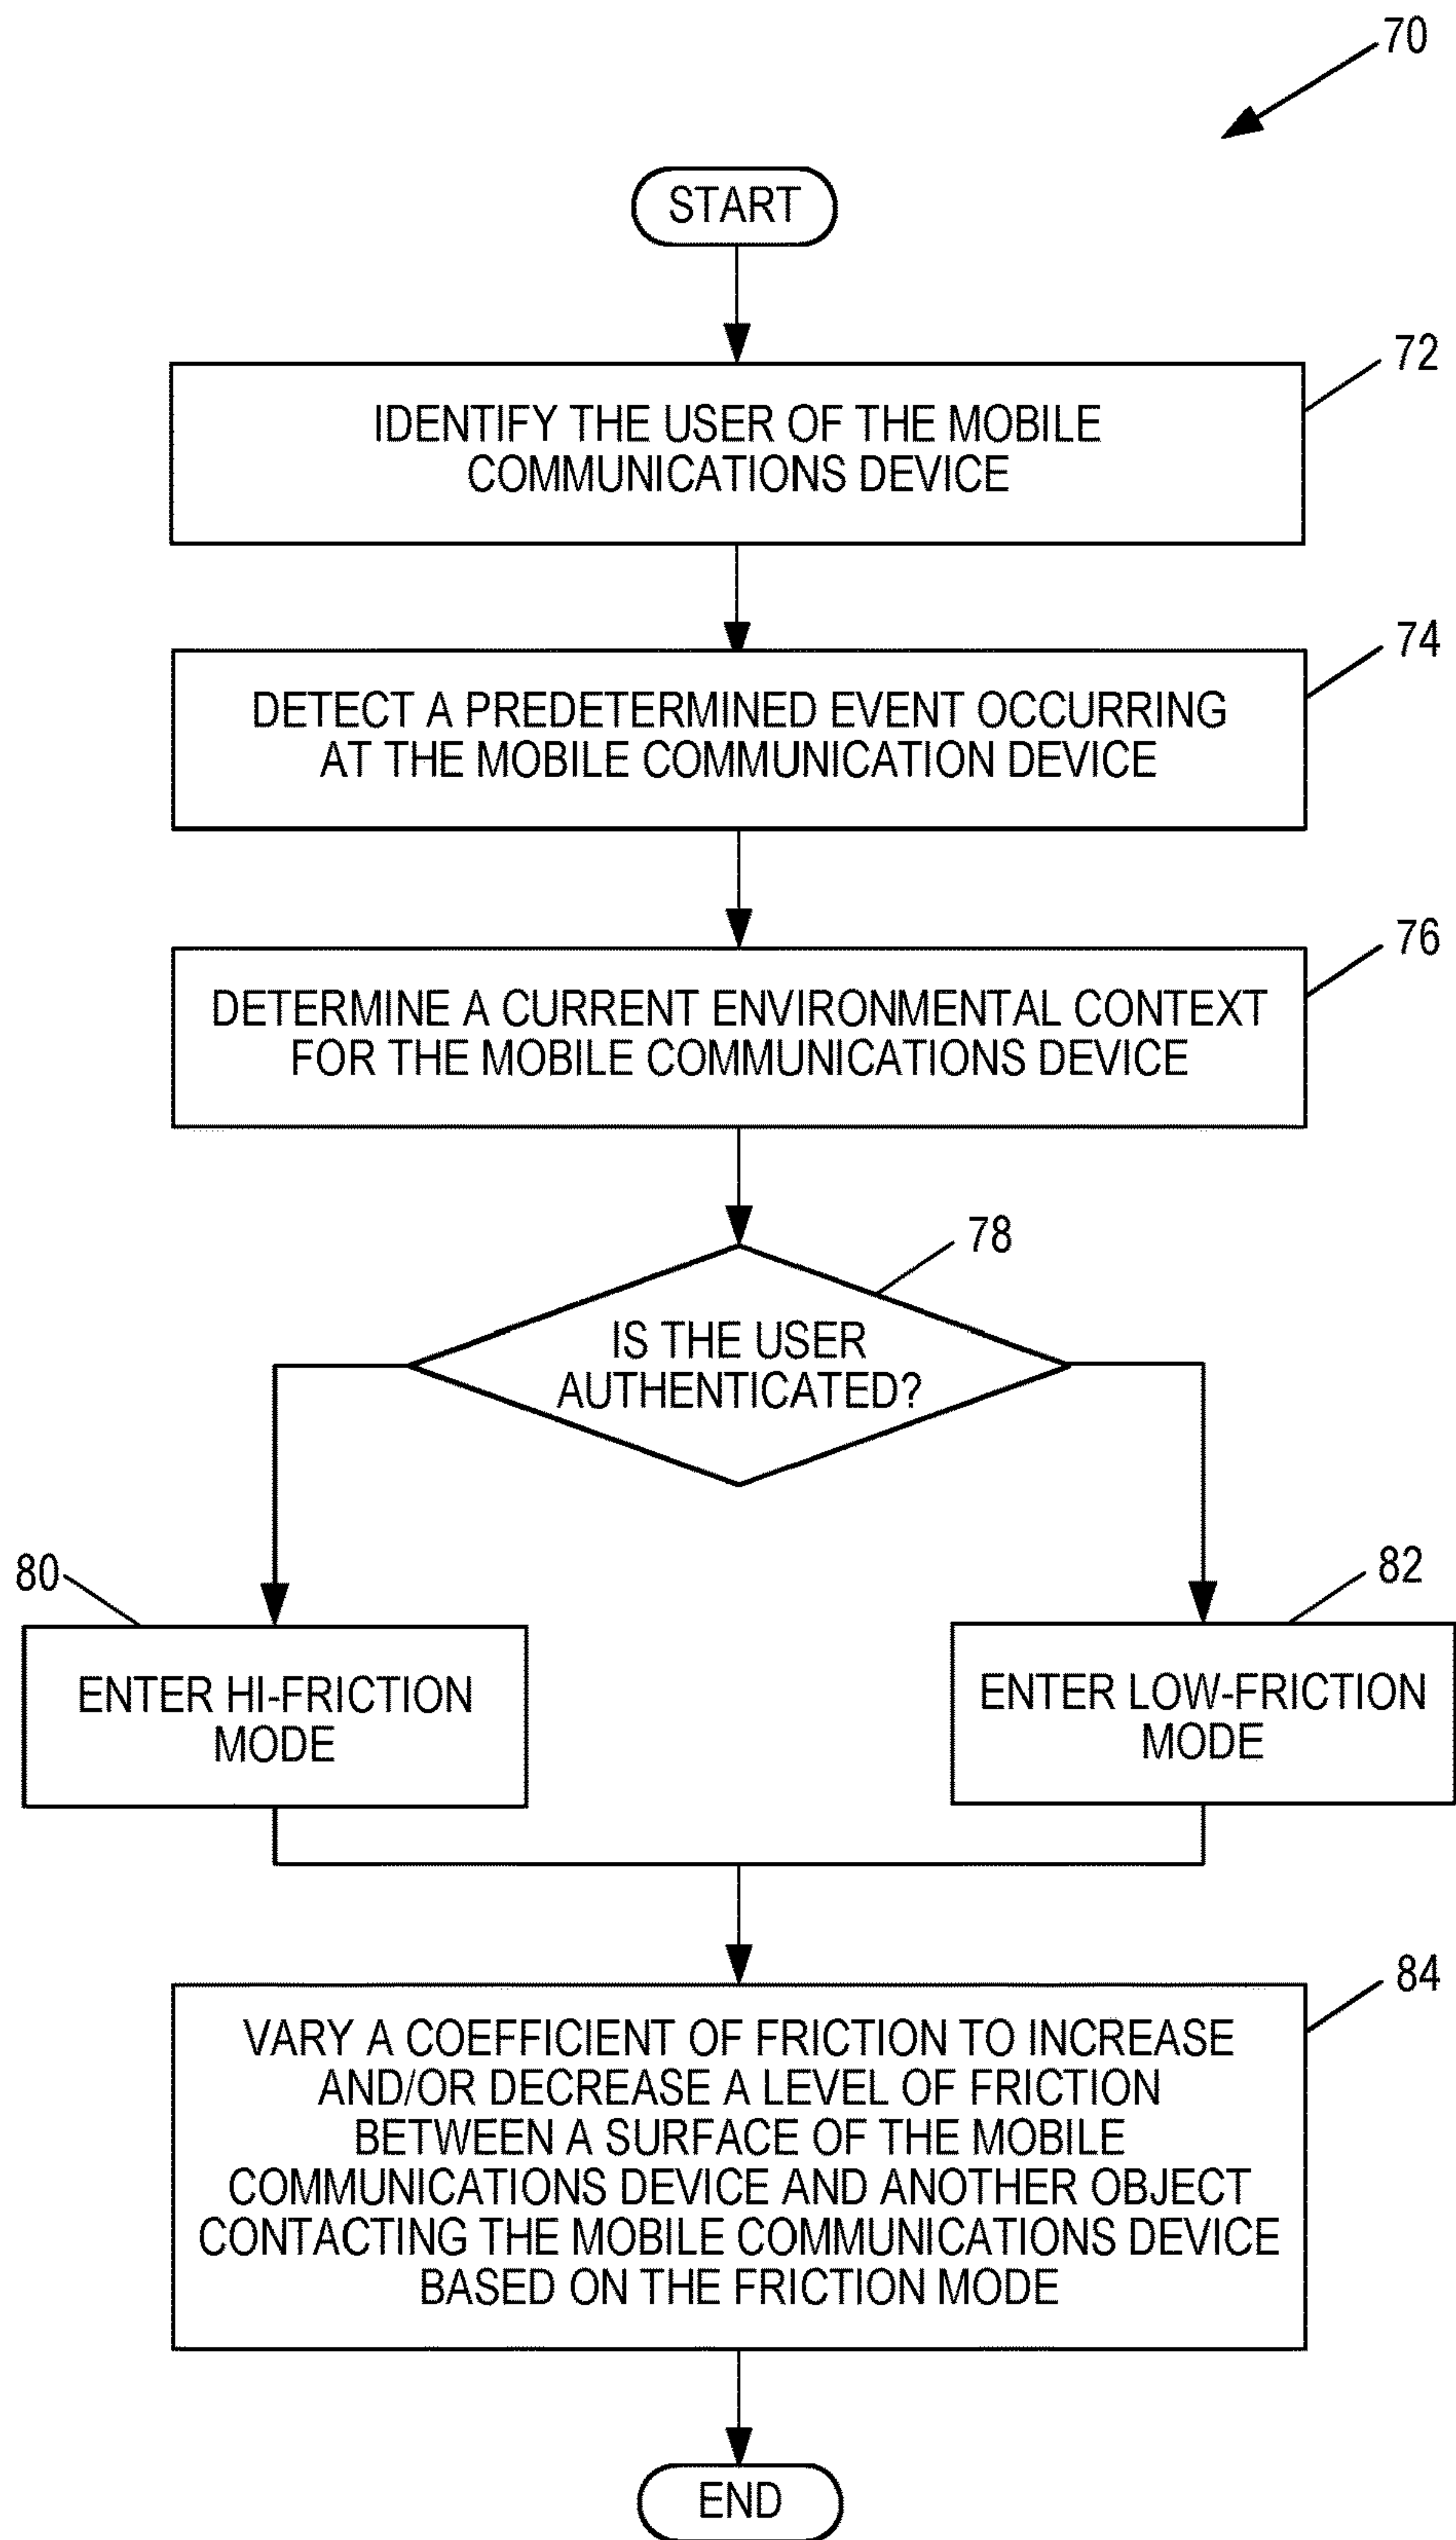 70
START
72
IDENTIFY THE USER OF THE MOBILE
COMMUNICATIONS DEVICE
74
DETECT A PREDETERMINED EVENT OCCURRING
AT THE MOBILE COMMUNICATION DEVICE
76
DETERMINE A CURRENT ENVIRONMENTAL CONTEXT
FOR THE MOBILE COMMUNICATIONS DEVICE
78
IS THE USER
AUTHENTICATED?
80
ENTER HI-FRICTION
MODE
82
ENTER LOW-FRICTION
MODE
84
VARY A COEFFICIENT OF FRICTION TO INCREASE
AND/OR DECREASE A LEVEL OF FRICTION
BETWEEN A SURFACE OF THE MOBILE
COMMUNICATIONS DEVICE AND ANOTHER OBJECT
CONTACTING THE MOBILE COMMUNICATIONS DEVICE
BASED ON THE FRICTION MODE
END